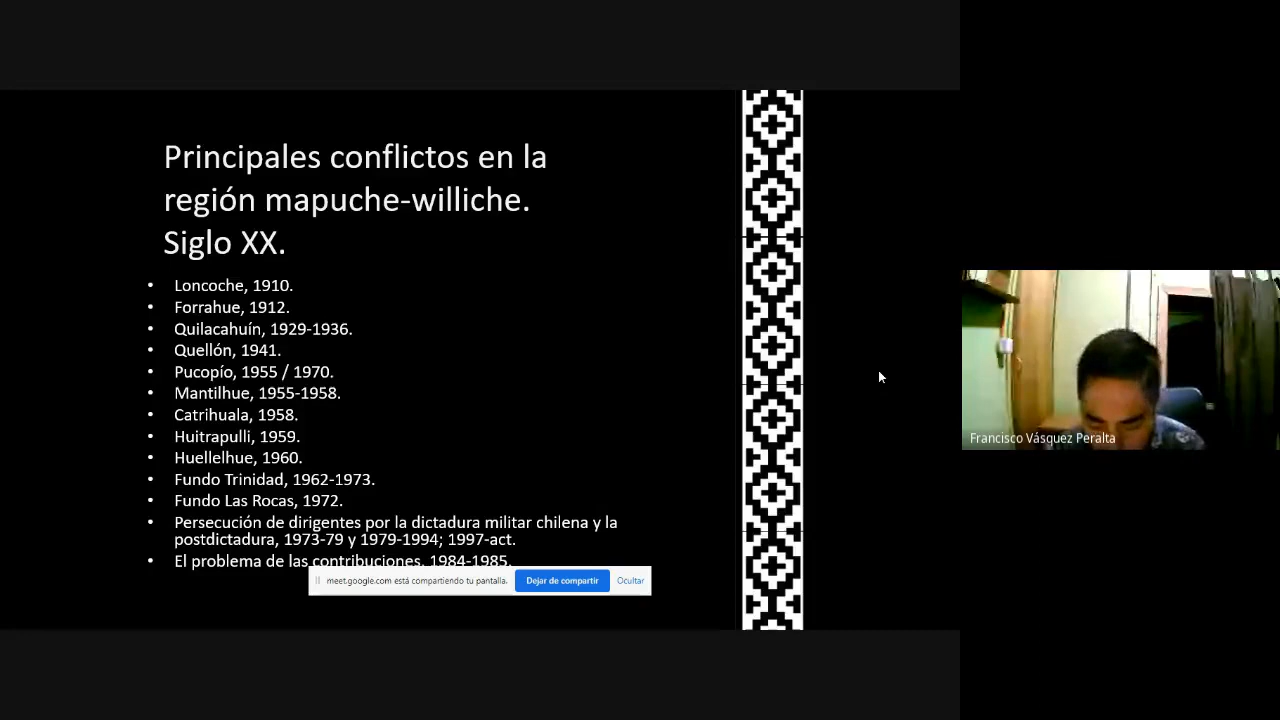 Principales conflictos en la
región mapuche-williche.
Siglo XX.
• Loncoche, 1910.
• Forrahue, 1912.
• Quilacahuín, 1929-1936.
• Quellón, 1941.
• Pucopío, 1955 / 1970.
• Mantilhue, 1955-1958.
• Catrihuala, 1958.
• Huitrapulli, 1959.
• Huellelhue, 1960.
• Fundo Trinidad, 1962-1973.
• Fundo Las Rocas, 1972.
• Persecución de dirigentes por la dictadura militar chilena y la
postdictadura, 1973-79 y 1979-1994; 1997-act.
• El problema de las contribuciones, 1984-1985.
meet.google.com está compartiendo tu pantalla. Dejar de compartir Ocultar
Francisco Vásquez Peralta